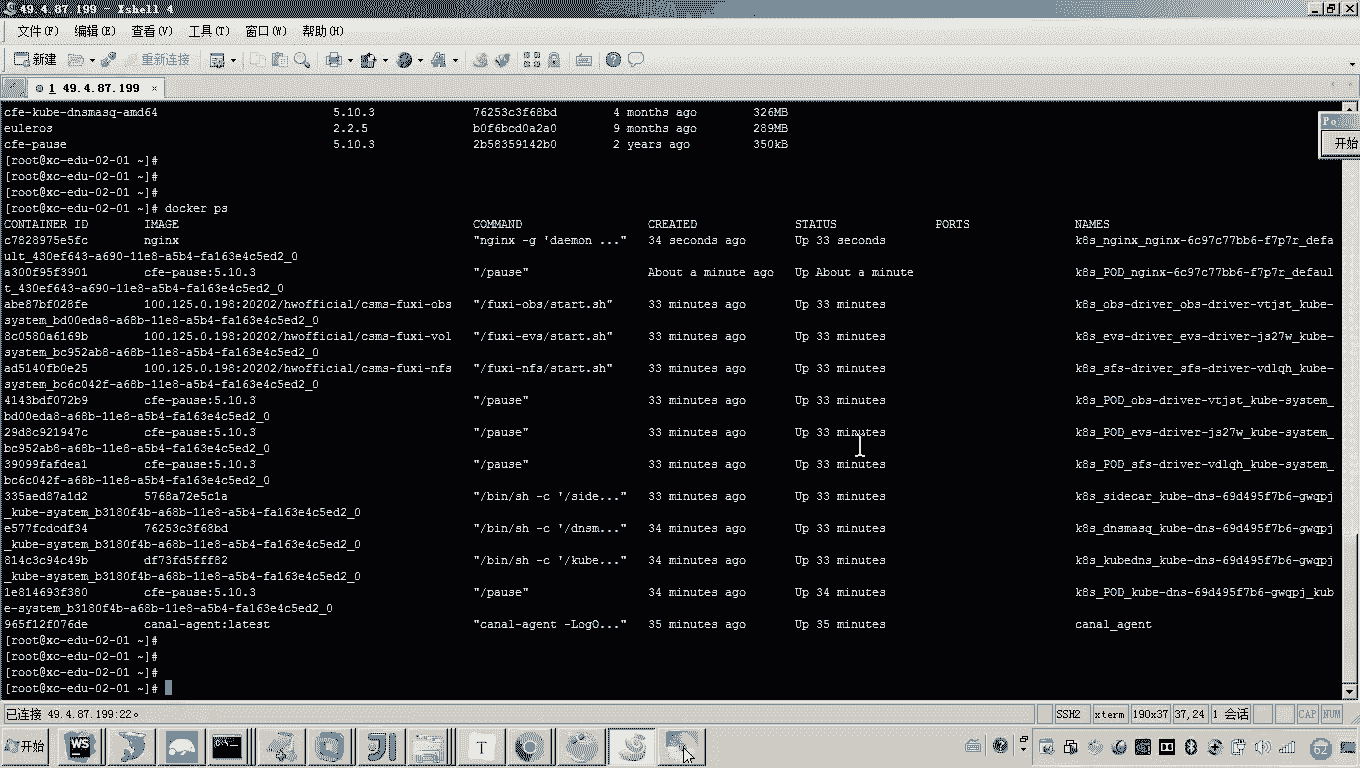 49.4.87.199 - Xshell 4
文件(F) 编辑(E) 查看(V) 工具(T) 窗口(W) 帮助(H)
新建 重新连接
1 49.4.87.199 ×
cfe-kube-dnsmasq-amd64 5.10.3 76253c3f68bd 4 months ago 326MB
euleros 2.2.5 b0f6bcd0a2a0 9 months ago 289MB
cfe-pause 5.10.3 2b58359142b0 2 years ago 350kB
[root@xc-edu-02-01 ~]#
[root@xc-edu-02-01 ~]#
[root@xc-edu-02-01 ~]#
[root@xc-edu-02-01 ~]# docker ps
CONTAINER ID IMAGE COMMAND CREATED STATUS PORTS NAMES
c7828975e5fc nginx "nginx -g 'daemon ..." 34 seconds ago Up 33 seconds k8s_nginx_nginx-6c97c77bb6-f7p7r_defa
ult_430ef643-a690-11e8-a5b4-fa163e4c5ed2_0
a300f95f3901 cfe-pause:5.10.3 "/pause" About a minute ago Up About a minute k8s_POD_nginx-6c97c77bb6-f7p7r_defaul
t_430ef643-a690-11e8-a5b4-fa163e4c5ed2_0
abe87bf028fe 100.125.0.198:20202/hwofficial/csms-fuxi-obs "/fuxi-obs/start.sh" 33 minutes ago Up 33 minutes k8s_obs-driver_obs-driver-vtjst_kube-
system_bd00eda8-a68b-11e8-a5b4-fa163e4c5ed2_0
8c0580a6169b 100.125.0.198:20202/hwofficial/csms-fuxi-vol "/fuxi-evs/start.sh" 33 minutes ago Up 33 minutes k8s_evs-driver_evs-driver-js27w_kube-
system_bc952ab8-a68b-11e8-a5b4-fa163e4c5ed2_0
ad5140fb0e25 100.125.0.198:20202/hwofficial/csms-fuxi-nfs "/fuxi-nfs/start.sh" 33 minutes ago Up 33 minutes k8s_sfs-driver_sfs-driver-vdlqh_kube-
system_bc6c042f-a68b-11e8-a5b4-fa163e4c5ed2_0
4143bdf072b9 cfe-pause:5.10.3 "/pause" 33 minutes ago Up 33 minutes k8s_POD_obs-driver-vtjst_kube-system_
bd00eda8-a68b-11e8-a5b4-fa163e4c5ed2_0
29d8c921947c cfe-pause:5.10.3 "/pause" 33 minutes ago Up 33 minutes k8s_POD_evs-driver-js27w_kube-system_
bc952ab8-a68b-11e8-a5b4-fa163e4c5ed2_0
39099fafdea1 cfe-pause:5.10.3 "/pause" 33 minutes ago Up 33 minutes k8s_POD_sfs-driver-vdlqh_kube-system_
bc6c042f-a68b-11e8-a5b4-fa163e4c5ed2_0
335aed87a1d2 5768a72e5c1a "/bin/sh -c '/side..." 33 minutes ago Up 33 minutes k8s_sidecar_kube-dns-69d495f7b6-gwqpj
_kube-system_b3180f4b-a68b-11e8-a5b4-fa163e4c5ed2_0
e577fcdcdf34 76253c3f68bd "/bin/sh -c '/dnsm..." 34 minutes ago Up 33 minutes k8s_dnsmasq_kube-dns-69d495f7b6-gwqpj
_kube-system_b3180f4b-a68b-11e8-a5b4-fa163e4c5ed2_0
814c3c94c49b df73fd5fff82 "/bin/sh -c '/kube..." 34 minutes ago Up 33 minutes k8s_kubedns_kube-dns-69d495f7b6-gwqpj
_kube-system_b3180f4b-a68b-11e8-a5b4-fa163e4c5ed2_0
1e814693f380 cfe-pause:5.10.3 "/pause" 34 minutes ago Up 34 minutes k8s_POD_kube-dns-69d495f7b6-gwqpj_kub
e-system_b3180f4b-a68b-11e8-a5b4-fa163e4c5ed2_0
965f12f076de canal-agent:latest "canal-agent -LogO..." 35 minutes ago Up 35 minutes canal_agent
[root@xc-edu-02-01 ~]#
[root@xc-edu-02-01 ~]#
[root@xc-edu-02-01 ~]#
[root@xc-edu-02-01 ~]#
Po
开始
已连接 49.4.87.199:22。 SSH2 xterm 190x37 37,24 1 会话 CAP NUM
开始 WS T 62